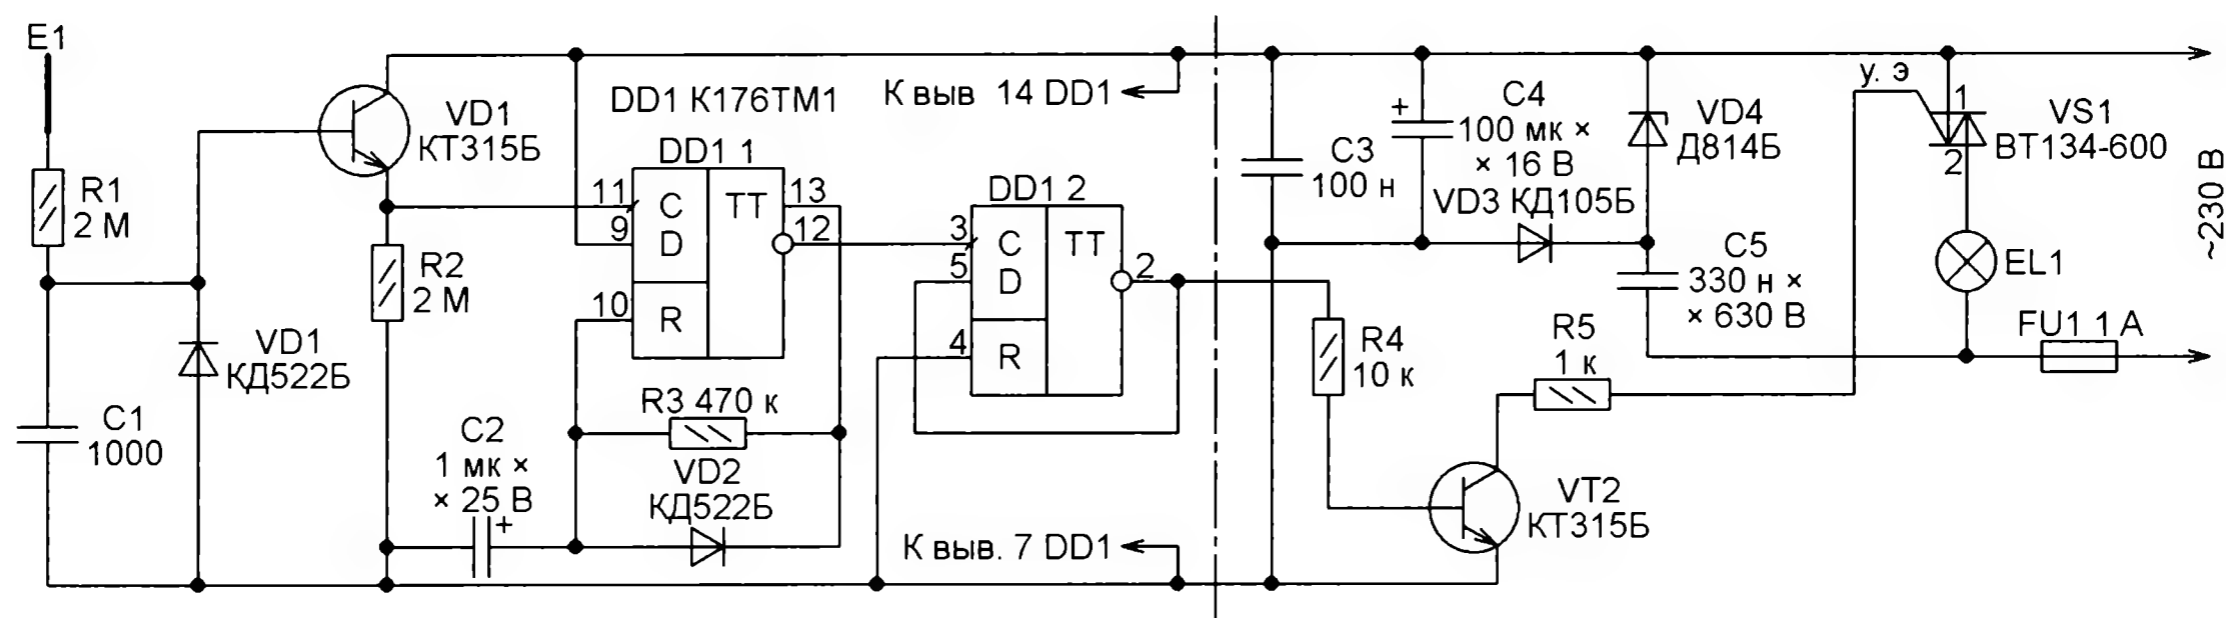 E1
R1
2 М
C1
1000
VD1
КД522Б
VD1
КТ315Б
R2
2 М
C2
1 мк ×
× 25 В
+
DD1 К176ТМ1
DD1 1
11
9
10
C
D
R
TT
13
12
R3 470 к
VD2
КД522Б
К выв 14 DD1
DD1 2
3
5
4
C
D
R
TT
2
К выв. 7 DD1
C3
100 н
+
C4
100 мк ×
× 16 В
VD3 КД105Б
VD4
Д814Б
C5
330 н ×
× 630 В
R4
10 к
R5
1 к
VT2
КТ315Б
у. э
1
2
VS1
BT134-600
EL1
FU1 1 A
~230 В